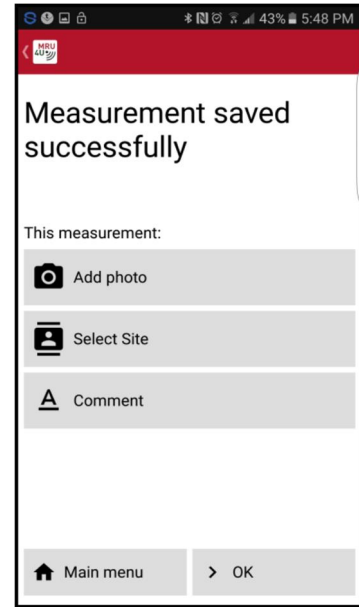 43% 5:48 PM
MRU
4U
Measurement saved
successfully
This measurement:
Add photo
Select Site
Comment
Main menu
OK